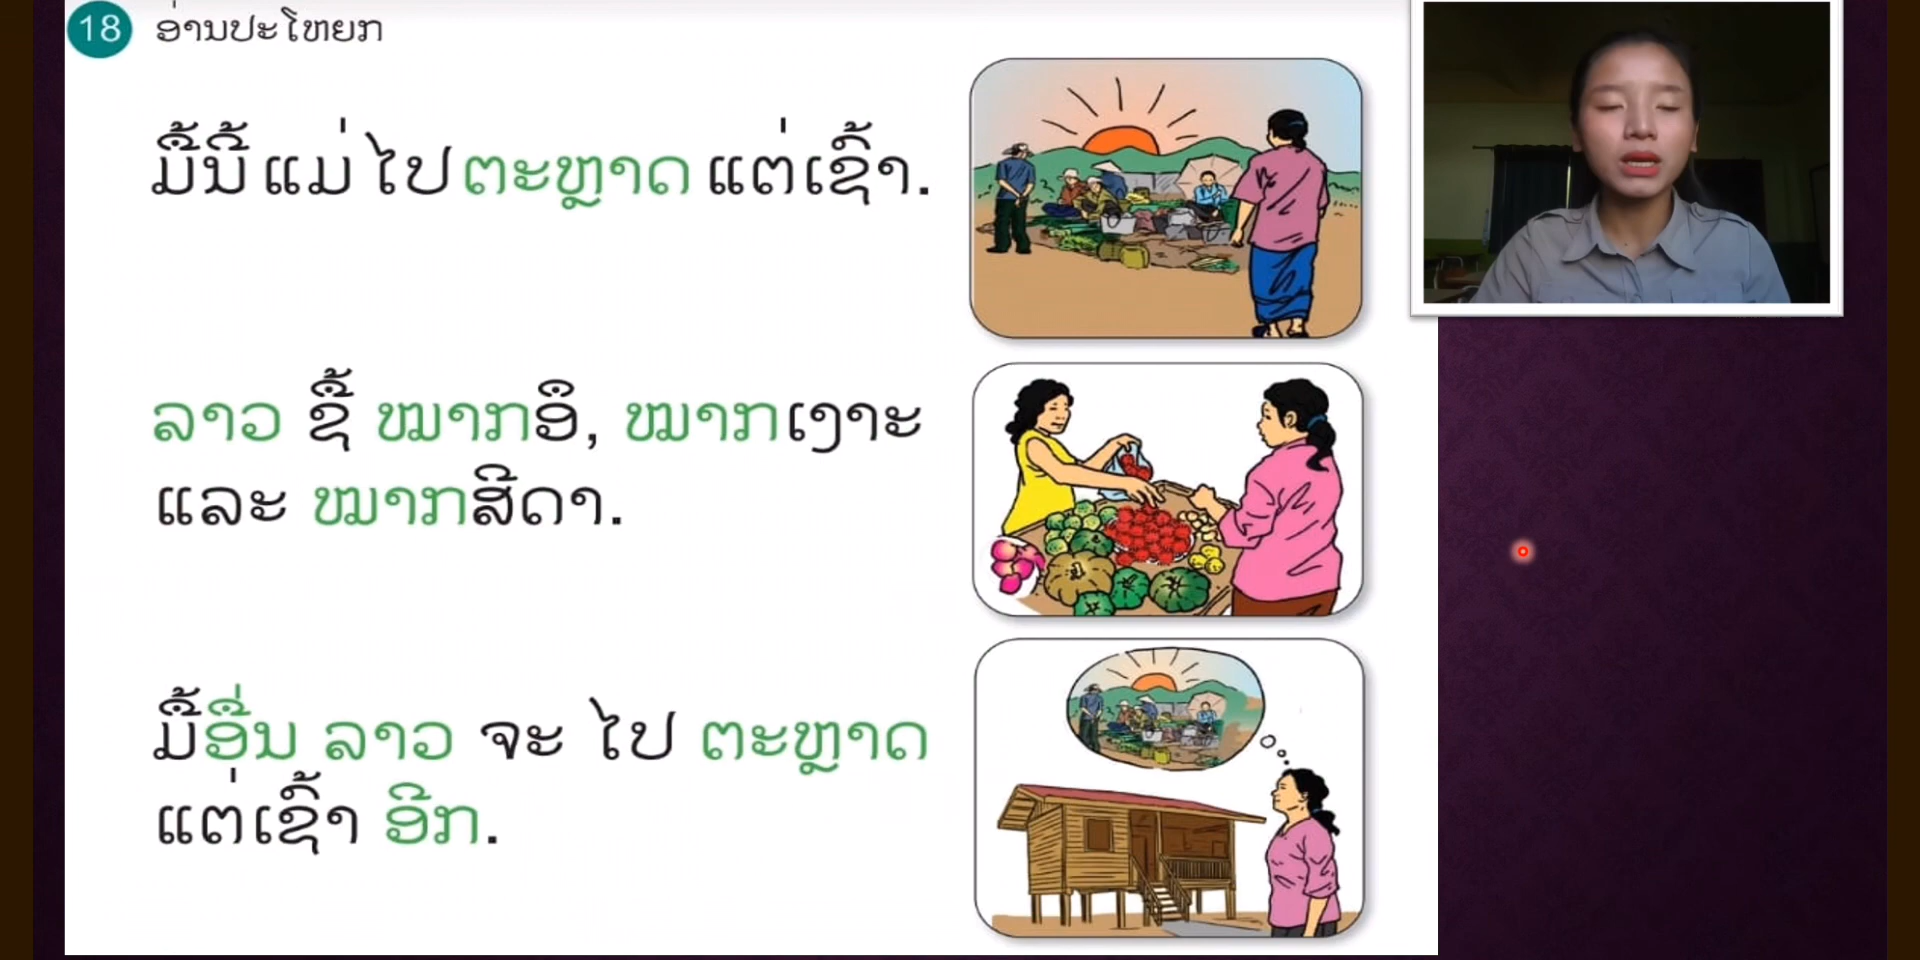 18 ອ່ານປະໂຫຍກ
ມື້ນີ້ ແມ່ ໄປ ຕະຫຼາດ ແຕ່ເຊົ້າ.
ລາວ ຊື້ ໝາກອຶ, ໝາກເງາະ
ແລະ ໝາກສີດາ.
ມື້ອື່ນ ລາວ ຈະ ໄປ ຕະຫຼາດ
ແຕ່ເຊົ້າ ອີກ.